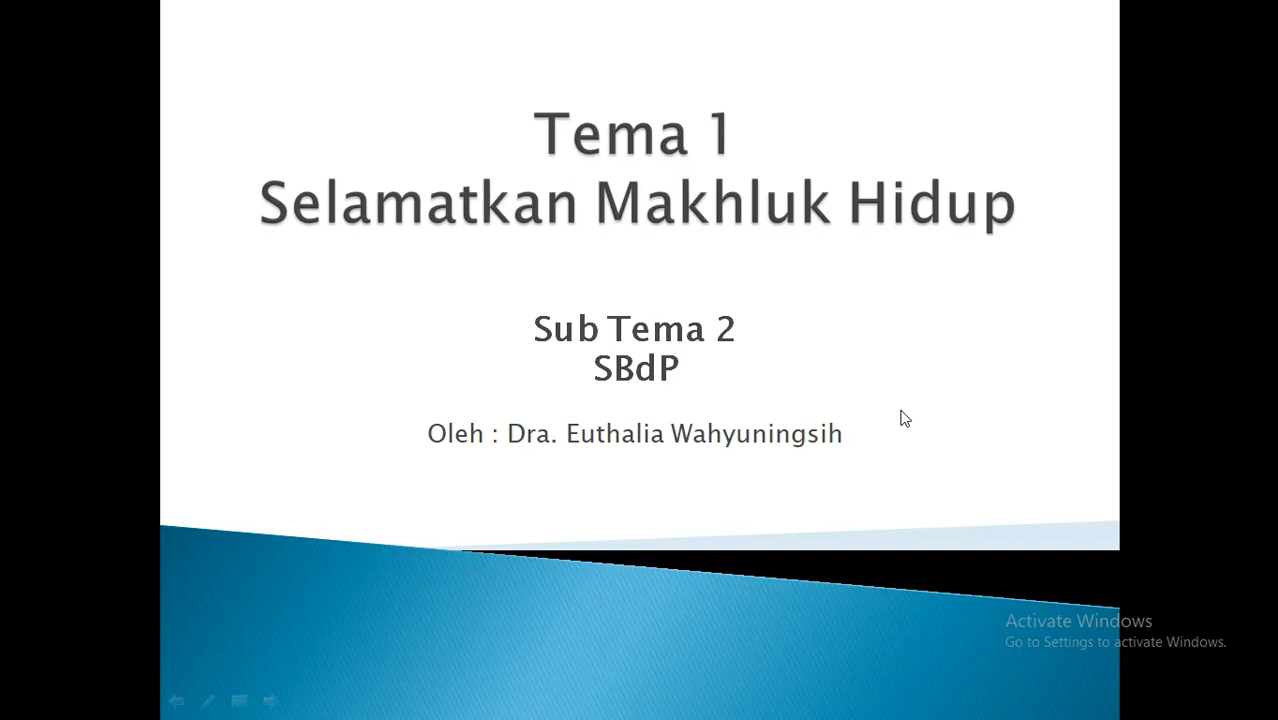 Tema 1
Selamatkan Makhluk Hidup
Sub Tema 2
SBdP
Oleh : Dra. Euthalia Wahyuningsih
Activate Windows
Go to Settings to activate Windows.